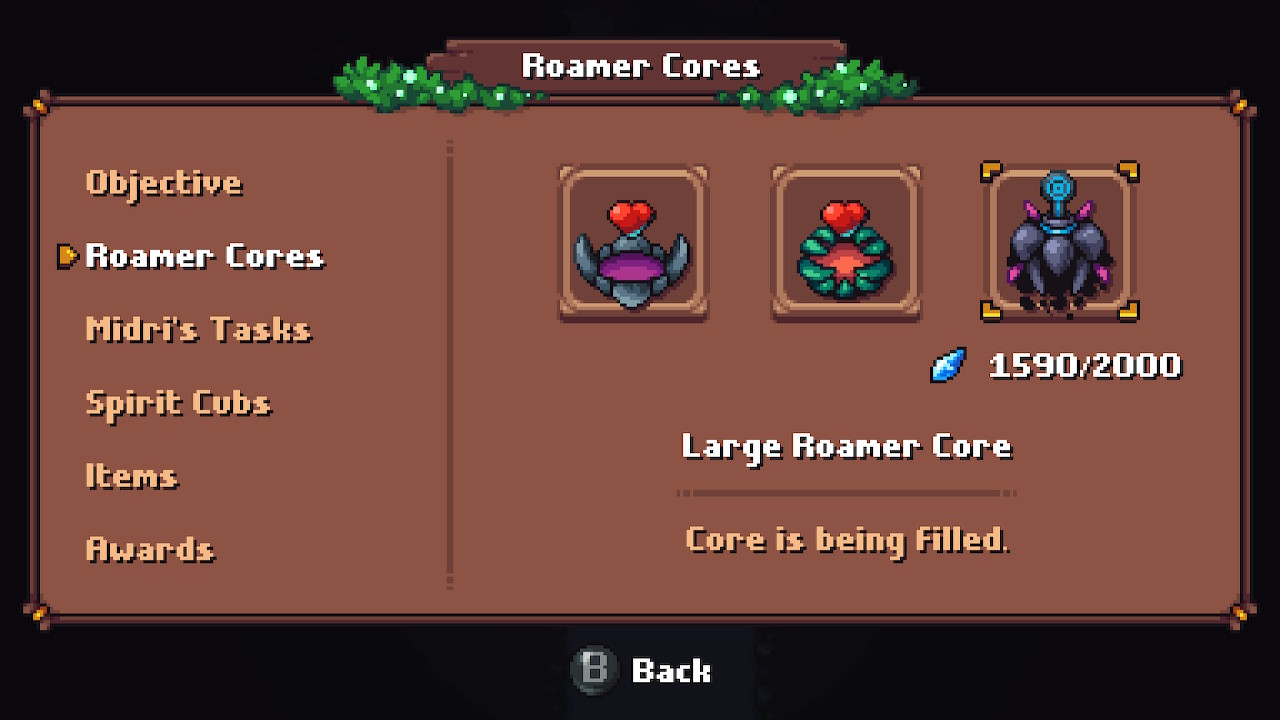 Roamer Cores
Objective
Roamer Cores
Midri's Tasks
Spirit Cubs
Items
Awards
1590/2000
Large Roamer Core
Core is being filled.
B Back